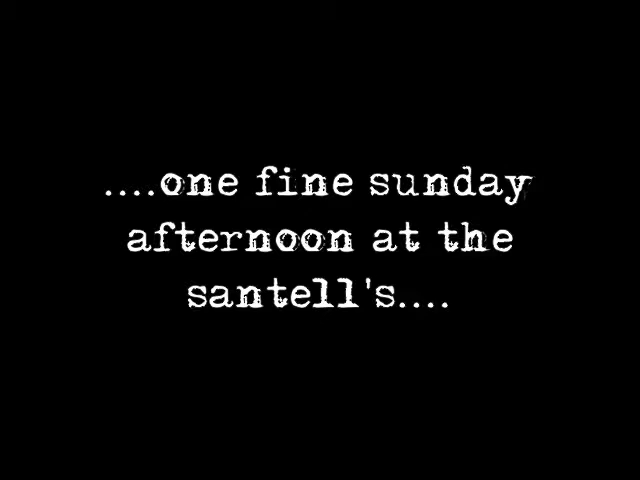 ....one fine sunday
afternoon at the
santell's....